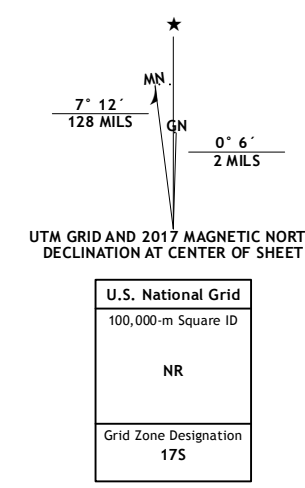 MN
7° 12´
128 MILS
GN
0° 6´
2 MILS
UTM GRID AND 2017 MAGNETIC NORT
DECLINATION AT CENTER OF SHEET
U.S. National Grid
100,000-m Square ID
NR
Grid Zone Designation
17S